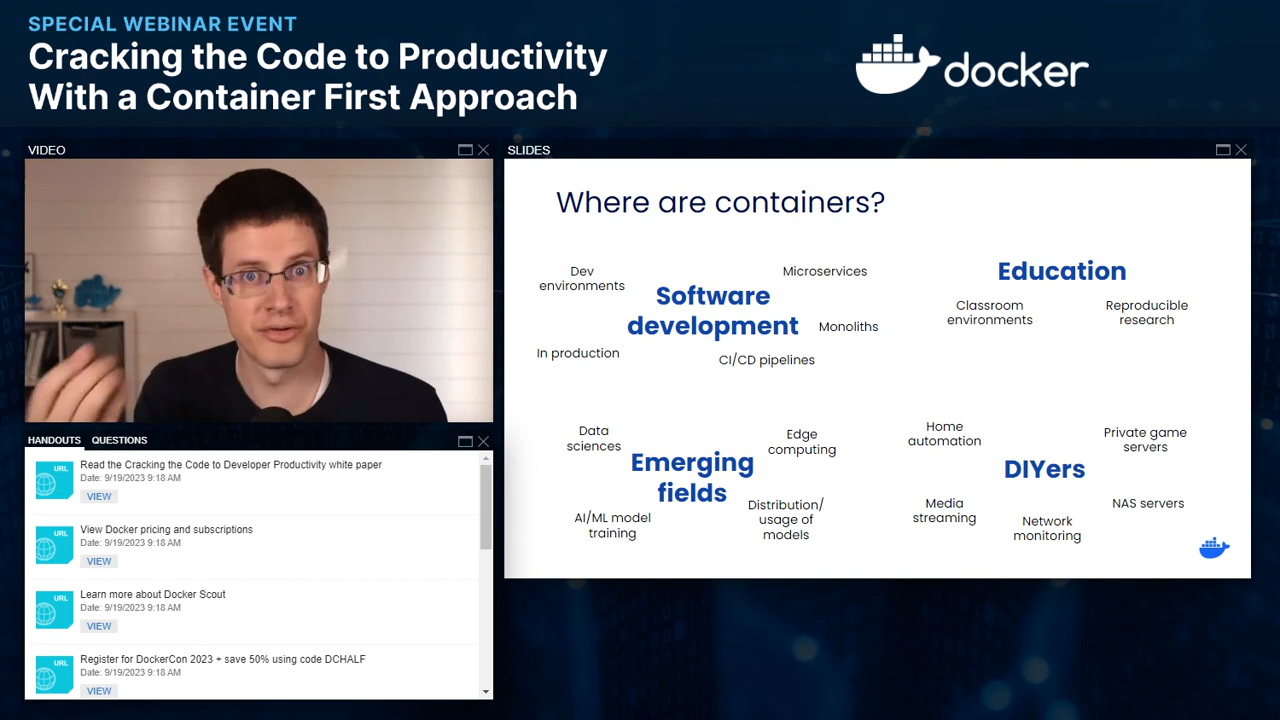 SPECIAL WEBINAR EVENT
Cracking the Code to Productivity
With a Container First Approach
docker
VIDEO
SLIDES
Where are containers?
Dev
environments
Software
development
Microservices
Monoliths
In production
CI/CD pipelines
Education
Classroom
environments
Reproducible
research
Data
sciences
Emerging
fields
Edge
computing
AI/ML model
training
Distribution/
usage of
models
Home
automation
DIYers
Private game
servers
Media
streaming
Network
monitoring
NAS servers
HANDOUTS QUESTIONS
URL
Read the Cracking the Code to Developer Productivity white paper
Date: 9/19/2023 9:18 AM
VIEW
URL
View Docker pricing and subscriptions
Date: 9/19/2023 9:18 AM
VIEW
URL
Learn more about Docker Scout
Date: 9/19/2023 9:18 AM
VIEW
URL
Register for DockerCon 2023 + save 50% using code DCHALF
Date: 9/19/2023 9:18 AM
VIEW